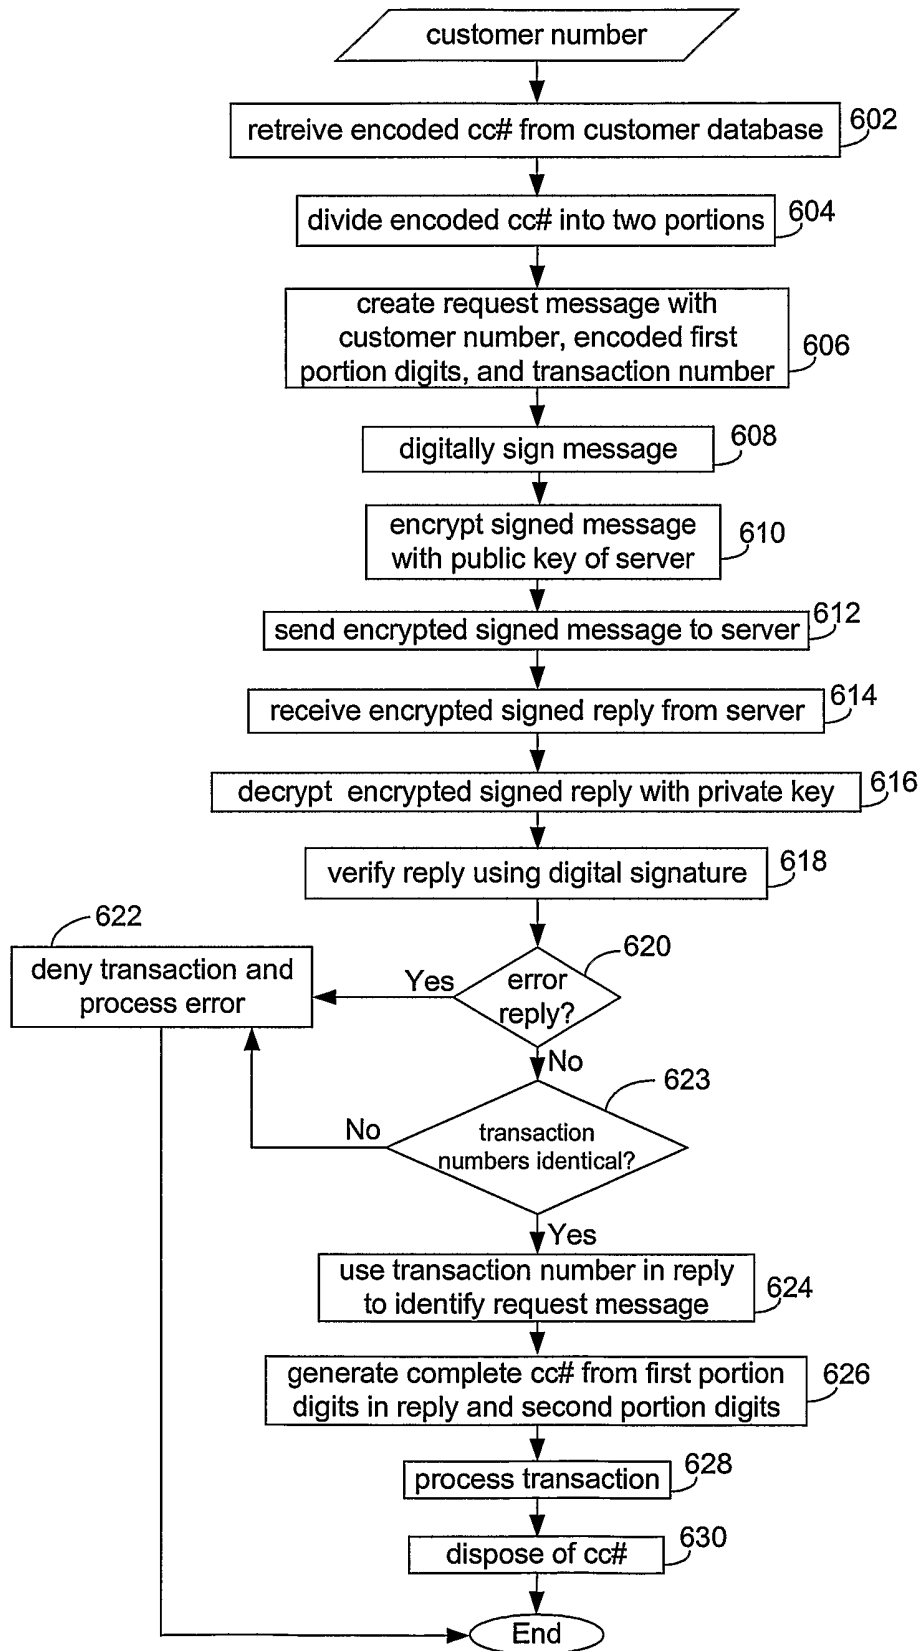 customer number
retreive encoded cc# from customer database
602
divide encoded cc# into two portions
604
create request message with
customer number, encoded first
portion digits, and transaction number
606
digitally sign message
608
encrypt signed message
with public key of server
610
send encrypted signed message to server
612
receive encrypted signed reply from server
614
decrypt encrypted signed reply with private key
616
verify reply using digital signature
618
622
deny transaction and
process error
Yes
error
reply?
620
No
623
No
transaction
numbers identical?
Yes
use transaction number in reply
to identify request message
624
generate complete cc# from first portion
digits in reply and second portion digits
626
process transaction
628
dispose of cc#
630
End